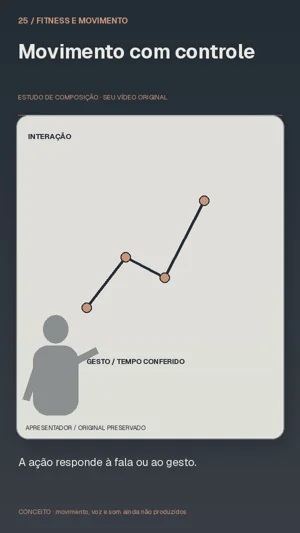 25 / FITNESS E MOVIMENTO
Movimento com controle
ESTUDO DE COMPOSIÇÃO · SEU VÍDEO ORIGINAL
INTERAÇÃO
GESTO / TEMPO CONFERIDO
APRESENTADOR / ORIGINAL PRESERVADO
A ação responde à fala ou ao gesto.
CONCEITO · movimento, voz e som ainda não produzidos